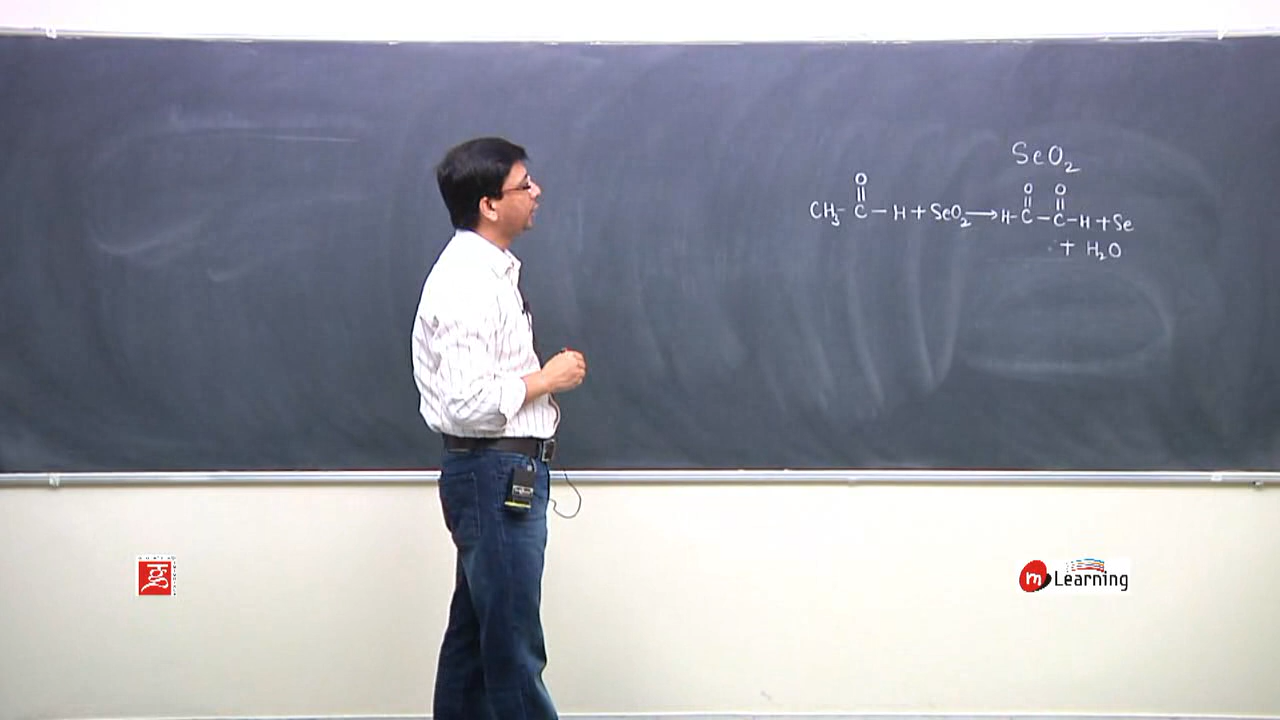 SeO₂
O O O
|| || ||
CH₃- C - H + SeO₂ → H - C - C - H + Se
+ H₂O
m Learning